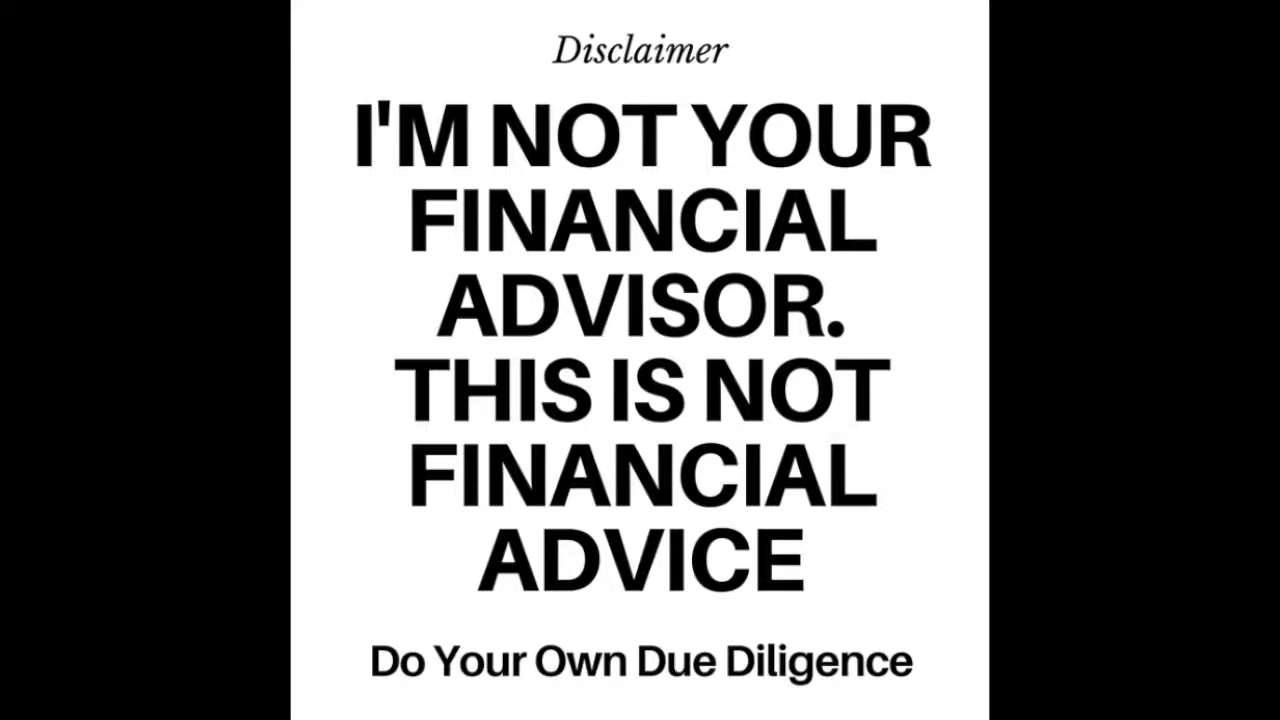 Disclaimer
I'M NOT YOUR
FINANCIAL
ADVISOR.
THIS IS NOT
FINANCIAL
ADVICE
Do Your Own Due Diligence